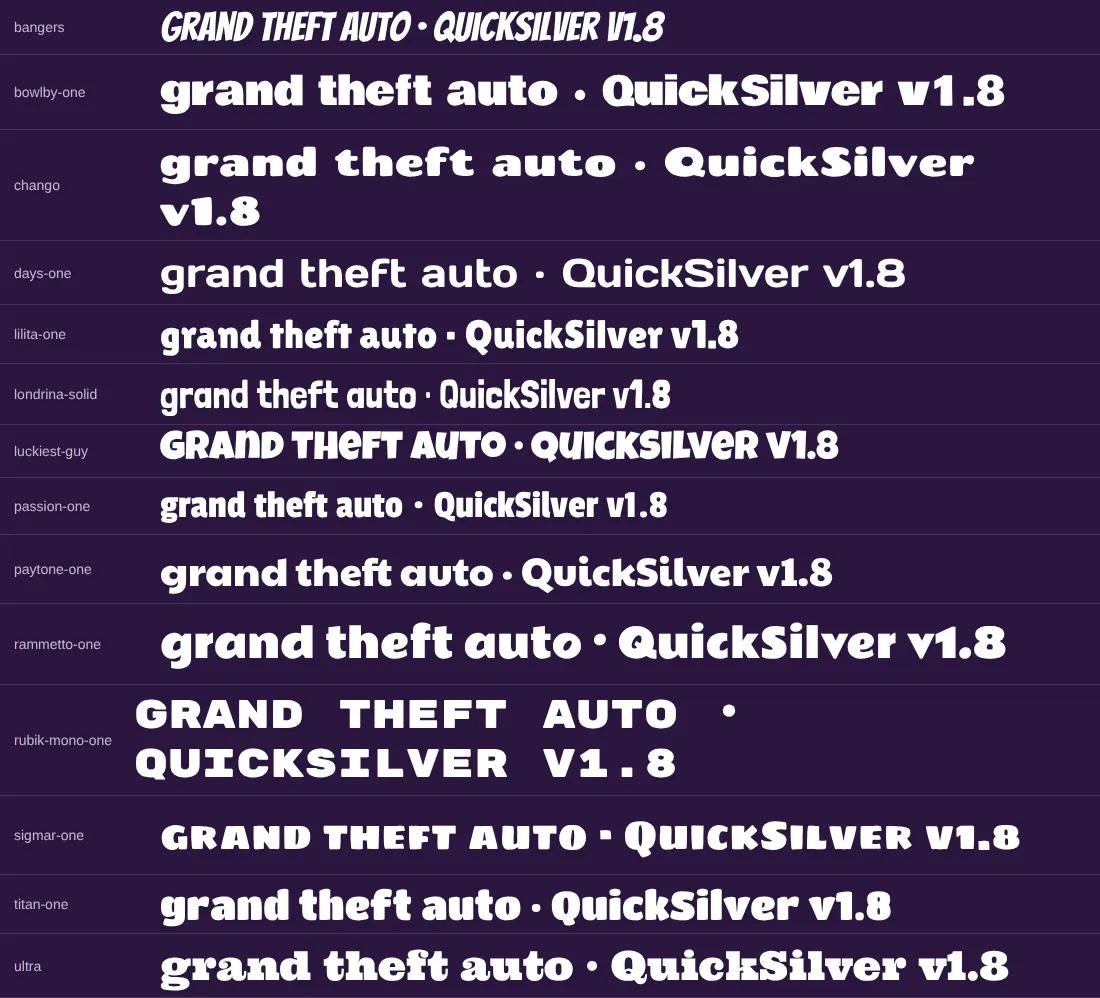 bangers GRAND THEFT AUTO • QUICKSILVER V1.8
bowlby-one grand theft auto • QuickSilver v1.8
chango grand theft auto • QuickSilver
v1.8
days-one grand theft auto • QuickSilver v1.8
lilita-one grand theft auto • QuickSilver v1.8
londrina-solid grand theft auto • QuickSilver v1.8
luckiest-guy GRAnD THeFT AUTO • QUICKSILVeR V1.8
passion-one grand theft auto • QuickSilver v1.8
paytone-one grand theft auto • QuickSilver v1.8
rammetto-one grand theft auto • QuickSilver v1.8
rubik-mono-one GRAND THEFT AUTO •
QUICKSILVER V1.8
sigmar-one GRAND THEFT AUTO • QUICKSILVER V1.8
titan-one grand theft auto • QuickSilver v1.8
ultra grand theft auto • QuickSilver v1.8